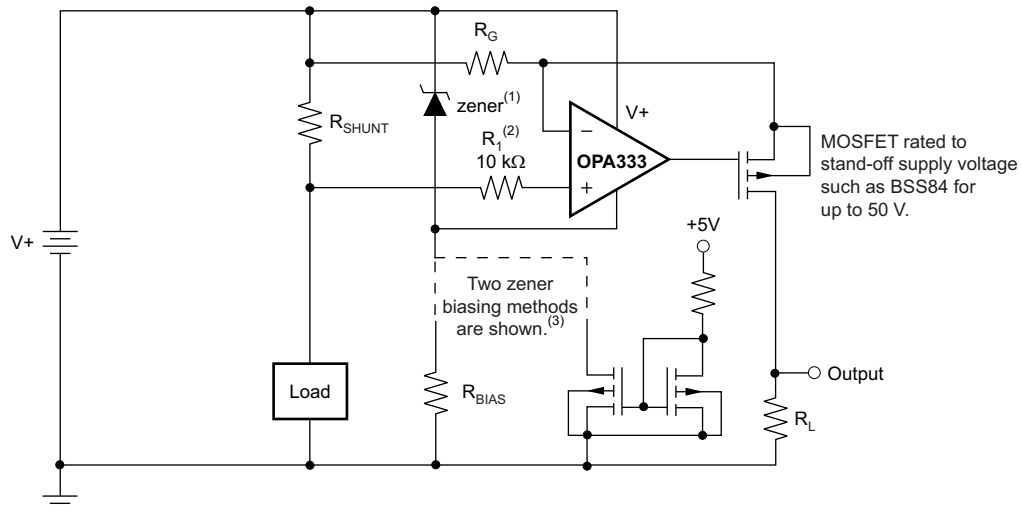 R_G
zener(1)
V+
R_SHUNT
R_1(2)
10 kΩ
−
OPA333
+
MOSFET rated to
stand-off supply voltage
such as BSS84 for
up to 50 V.
V+
+5V
Two zener
biasing methods
are shown.(3)
Load
R_BIAS
Output
R_L